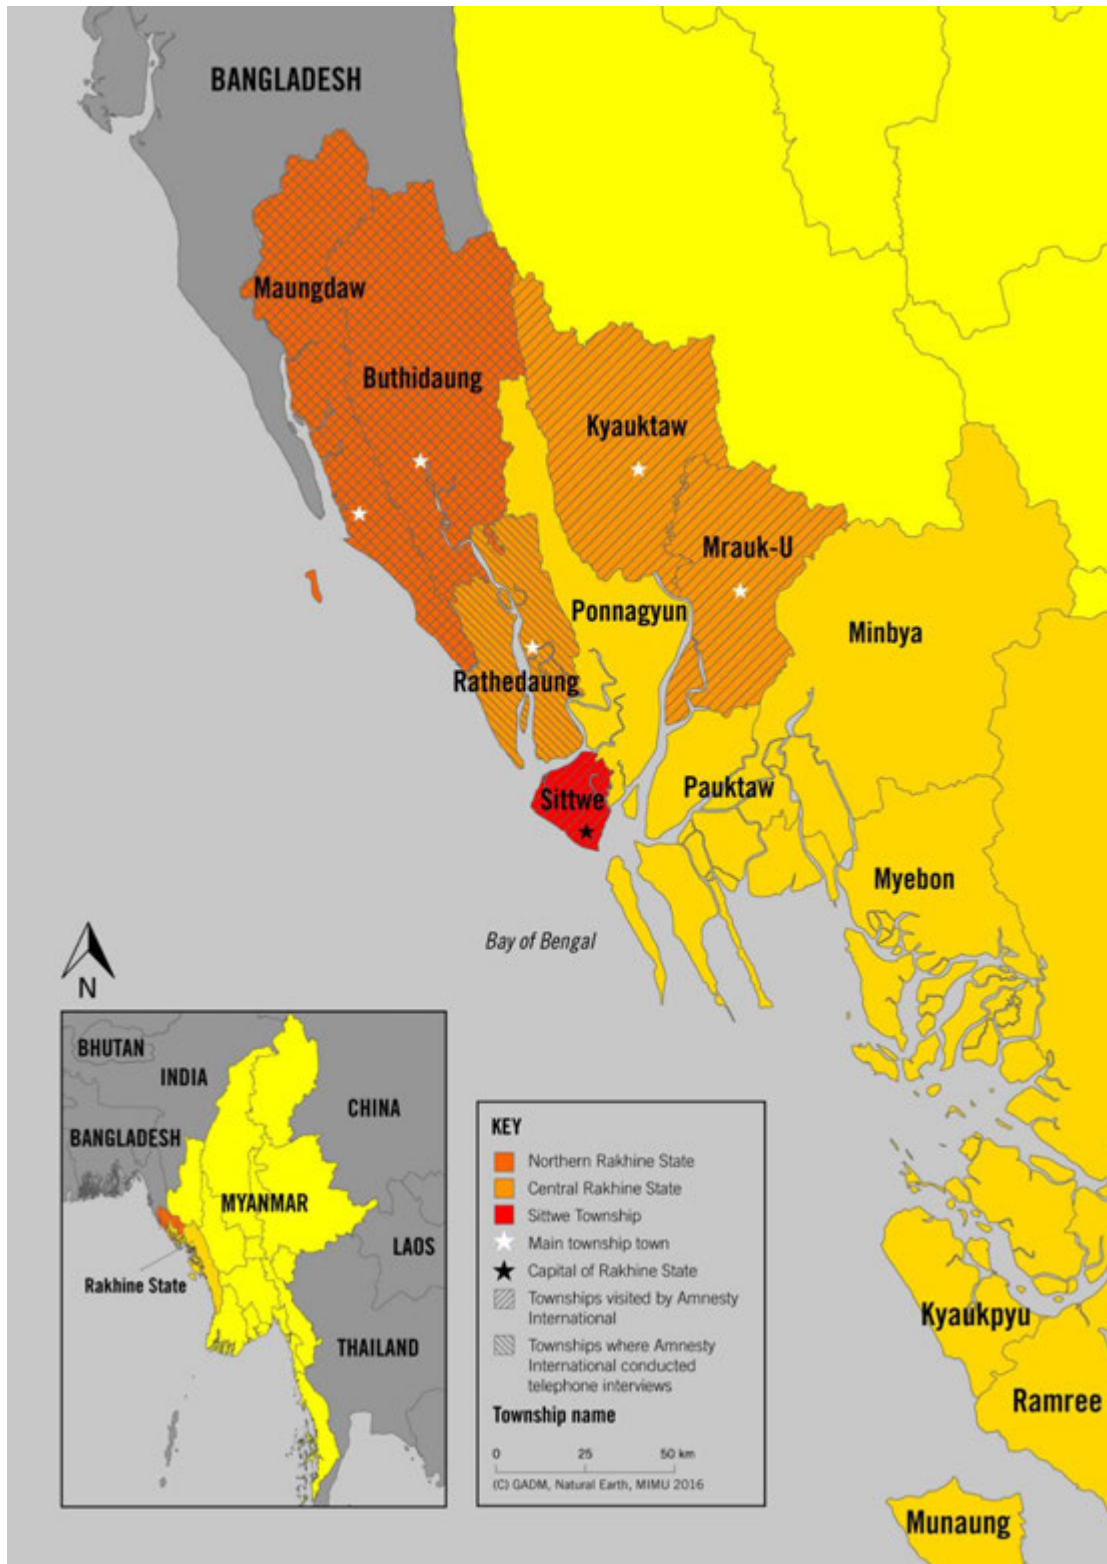 BANGLADESH
Maungdaw
Buthidaung
Kyauktaw
Mrauk-U
Ponnagyun
Minbya
Rathedaung
Sittwe
Pauktaw
Myebon
Bay of Bengal
N
BHUTAN
INDIA
CHINA
BANGLADESH
MYANMAR
LAOS
Rakhine State
THAILAND
KEY
Northern Rakhine State
Central Rakhine State
Sittwe Township
Main township town
Capital of Rakhine State
Townships visited by Amnesty
International
Townships where Amnesty
International conducted
telephone interviews
Township name
0 25 50 km
(C) GADM, Natural Earth, MIMU 2016
Kyaukpyu
Ramree
Munaung